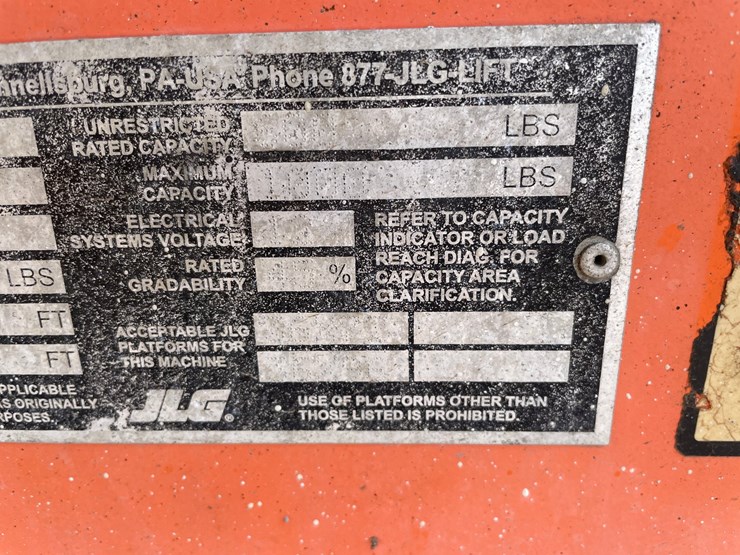 nnellsburg, PA-USA Phone 877-JLG-LIFT
UNRESTRICTED
RATED CAPACITY
LBS
MAXIMUM
CAPACITY
LBS
ELECTRICAL
SYSTEMS VOLTAGE
REFER TO CAPACITY
INDICATOR OR LOAD
REACH DIAG. FOR
CAPACITY AREA
CLARIFICATION.
LBS
RATED
GRADABILITY
%
FT
FT
ACCEPTABLE JLG
PLATFORMS FOR
THIS MACHINE
PPLICABLE
S ORIGINALLY
RPOSES.
JLG®
USE OF PLATFORMS OTHER THAN
THOSE LISTED IS PROHIBITED.